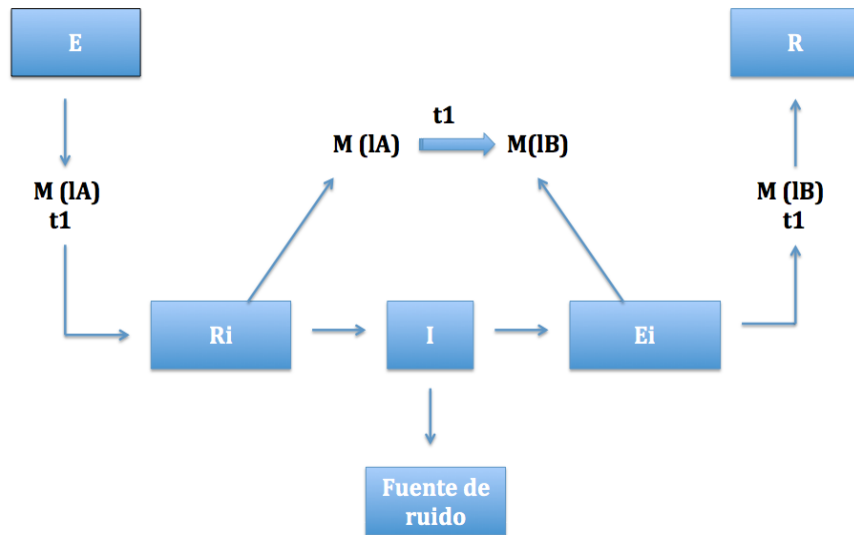 E
R
t1
M (lA)
M(lB)
M (lA)
t1
M (lB)
t1
Ri
I
Ei
Fuente de
ruido